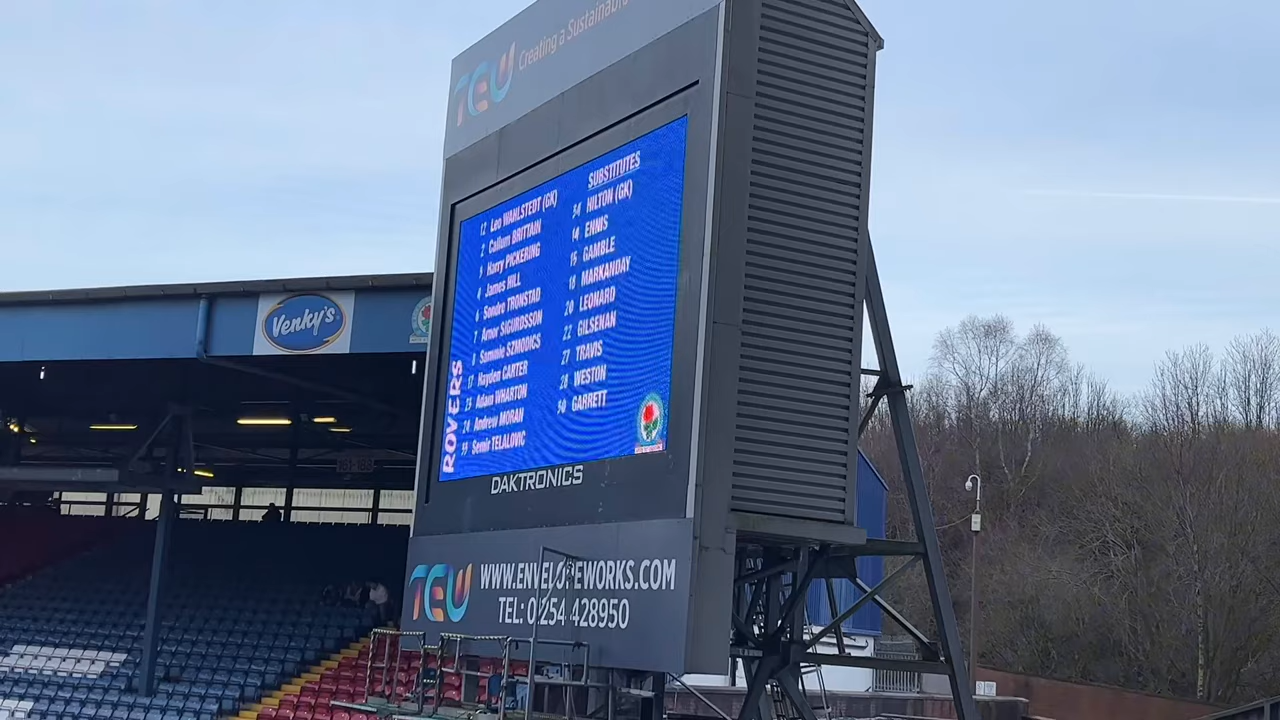 TEU Creating a Sustainable
12 Leo WAHLSTEDT (GK)
2 Callum BRITTAIN
3 Harry PICKERING
4 James HILL
6 Sondre TRONSTAD
7 Arnor SIGURDSSON
8 Sammie SZMODICS
17 Hayden CARTER
23 Adam WHARTON
24 Andrew MORAN
33 Semir TELALOVIC
ROVERS
SUBSTITUTES
34 HILTON (GK)
14 ENNIS
15 GAMBLE
18 MARKANDAY
20 LEONARD
22 GILSENAN
27 TRAVIS
28 WESTON
30 GARRETT
DAKTRONICS
TEU WWW.ENVELOPEWORKS.COM
TEL: 01254 428950
Venky's